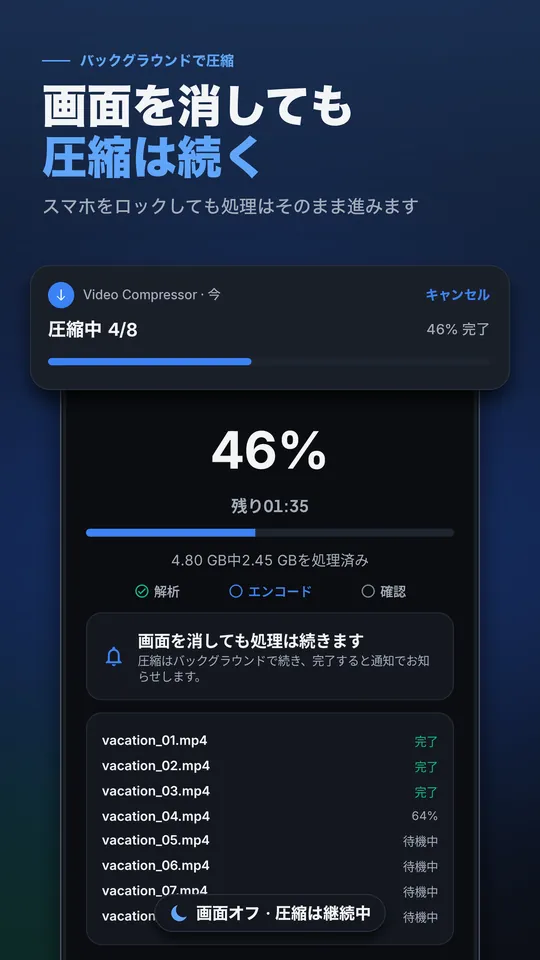 バックグラウンドで圧縮
画面を消しても
圧縮は続く
スマホをロックしても処理はそのまま進みます
Video Compressor · 今
キャンセル
圧縮中 4/8
46% 完了
46%
残り01:35
4.80 GB中2.45 GBを処理済み
解析
エンコード
確認
画面を消しても処理は続きます
圧縮はバックグラウンドで続き、完了すると通知でお知
らせします。
vacation_01.mp4 完了
vacation_02.mp4 完了
vacation_03.mp4 完了
vacation_04.mp4 64%
vacation_05.mp4 待機中
vacation_06.mp4 待機中
vacation_07.mp4 待機中
vacation 待機中
画面オフ・圧縮は継続中